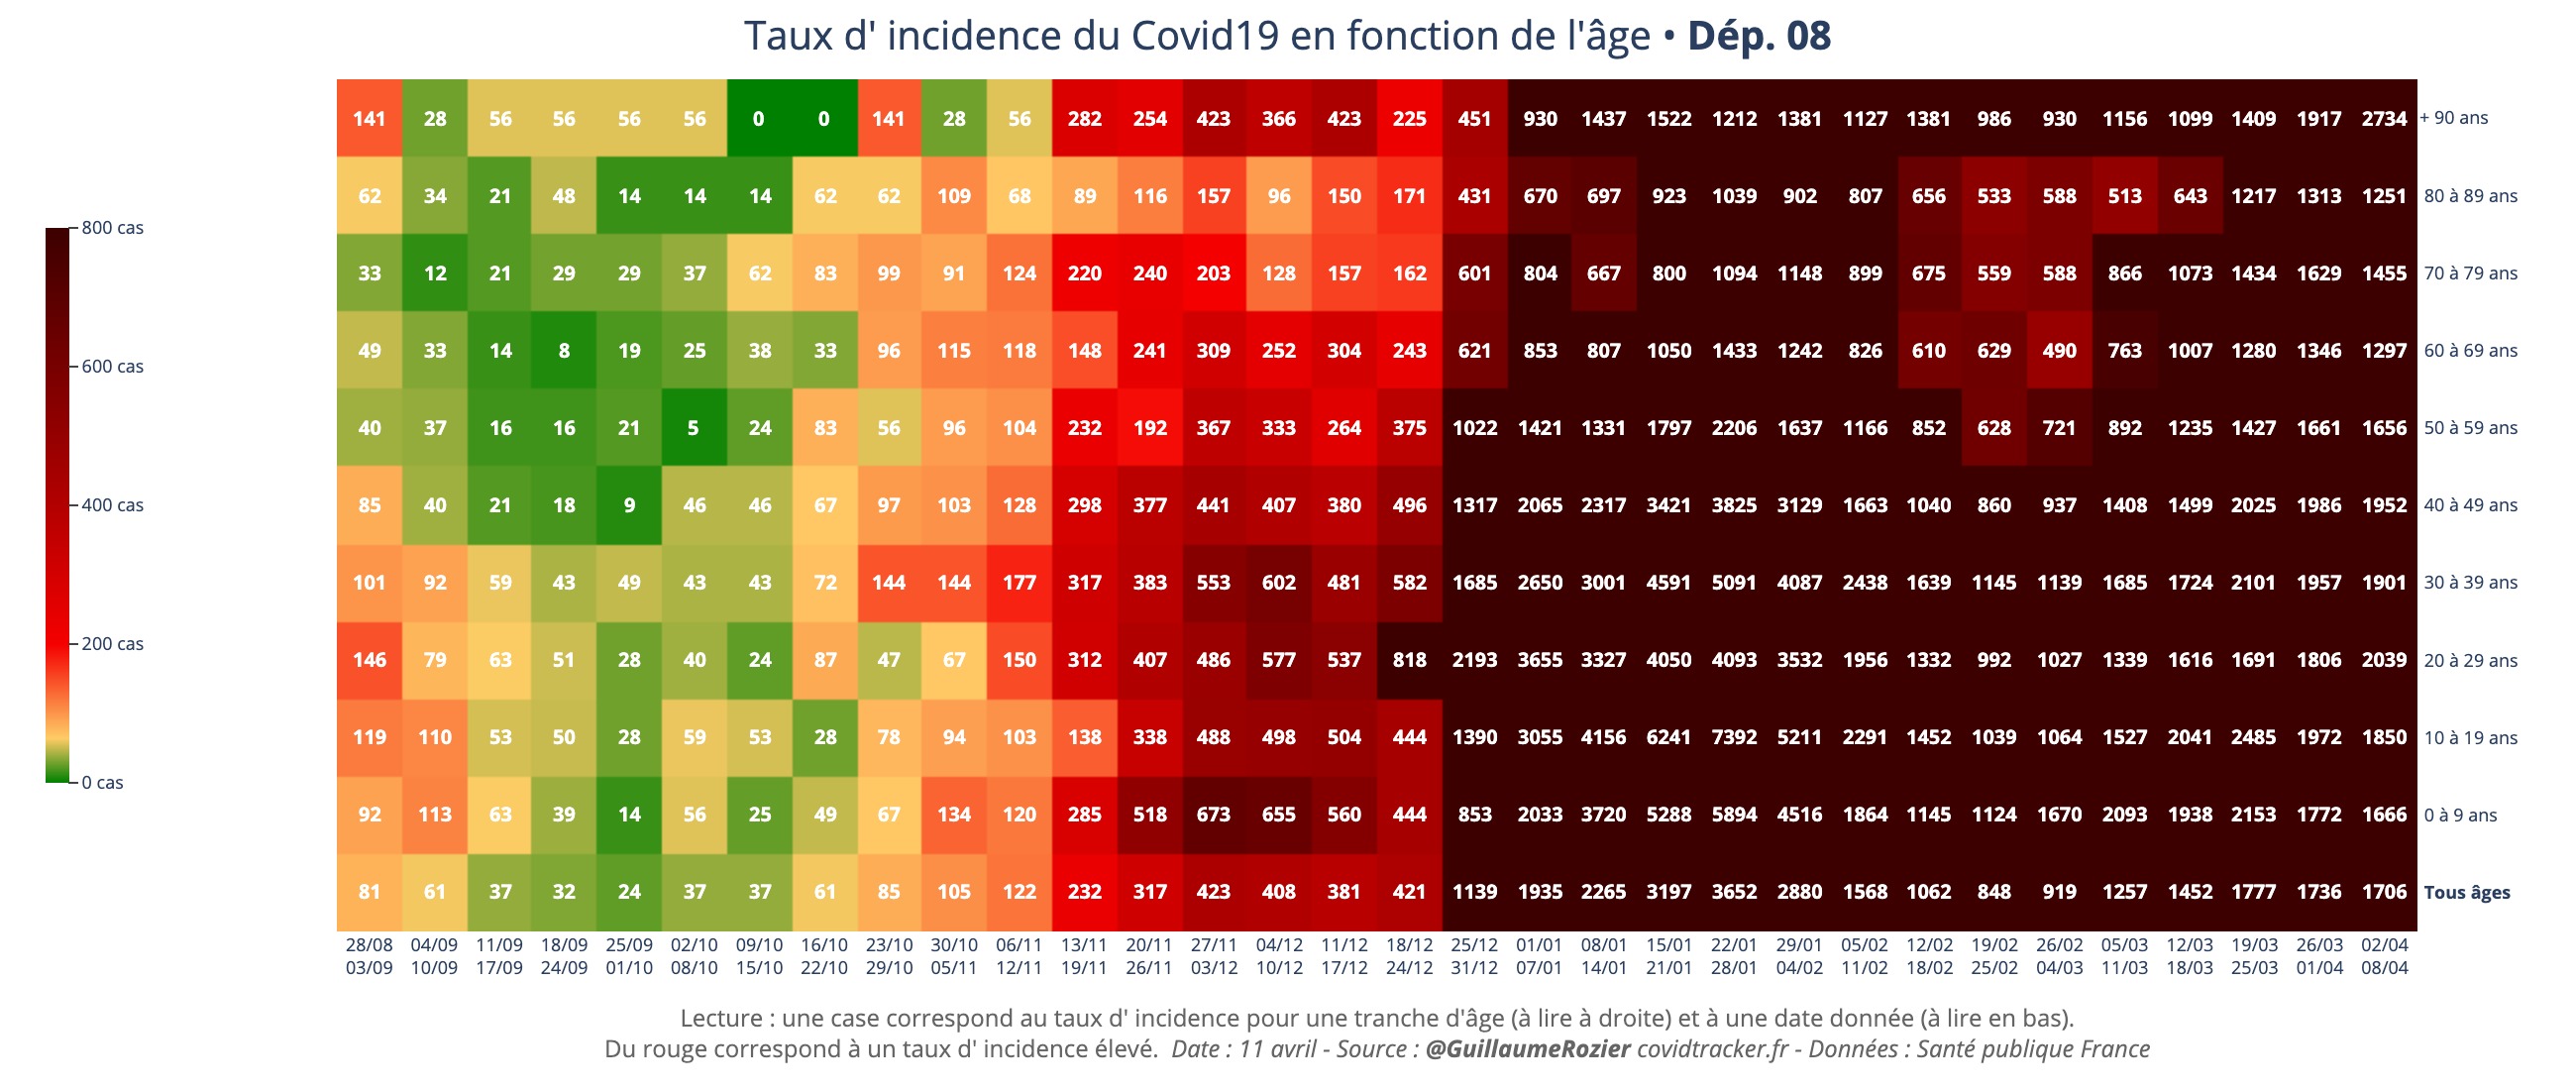 Taux d' incidence du Covid19 en fonction de l'âge • Dép. 08
800 cas
600 cas
400 cas
200 cas
0 cas
141 28 56 56 56 56 0 0 141 28 56 282 254 423 366 423 225 451 930 1437 1522 1212 1381 1127 1381 986 930 1156 1099 1409 1917 2734 + 90 ans
62 34 21 48 14 14 14 62 62 109 68 89 116 157 96 150 171 431 670 697 923 1039 902 807 656 533 588 513 643 1217 1313 1251 80 à 89 ans
33 12 21 29 29 37 62 83 99 91 124 220 240 203 128 157 162 601 804 667 800 1094 1148 899 675 559 588 866 1073 1434 1629 1455 70 à 79 ans
49 33 14 8 19 25 38 33 96 115 118 148 241 309 252 304 243 621 853 807 1050 1433 1242 826 610 629 490 763 1007 1280 1346 1297 60 à 69 ans
40 37 16 16 21 5 24 83 56 96 104 232 192 367 333 264 375 1022 1421 1331 1797 2206 1637 1166 852 628 721 892 1235 1427 1661 1656 50 à 59 ans
85 40 21 18 9 46 46 67 97 103 128 298 377 441 407 380 496 1317 2065 2317 3421 3825 3129 1663 1040 860 937 1408 1499 2025 1986 1952 40 à 49 ans
101 92 59 43 49 43 43 72 144 144 177 317 383 553 602 481 582 1685 2650 3001 4591 5091 4087 2438 1639 1145 1139 1685 1724 2101 1957 1901 30 à 39 ans
146 79 63 51 28 40 24 87 47 67 150 312 407 486 577 537 818 2193 3655 3327 4050 4093 3532 1956 1332 992 1027 1339 1616 1691 1806 2039 20 à 29 ans
119 110 53 50 28 59 53 28 78 94 103 138 338 488 498 504 444 1390 3055 4156 6241 7392 5211 2291 1452 1039 1064 1527 2041 2485 1972 1850 10 à 19 ans
92 113 63 39 14 56 25 49 67 134 120 285 518 673 655 560 444 853 2033 3720 5288 5894 4516 1864 1145 1124 1670 2093 1938 2153 1772 1666 0 à 9 ans
81 61 37 32 24 37 37 61 85 105 122 232 317 423 408 381 421 1139 1935 2265 3197 3652 2880 1568 1062 848 919 1257 1452 1777 1736 1706 Tous âges
28/08 04/09 11/09 18/09 25/09 02/10 09/10 16/10 23/10 30/10 06/11 13/11 20/11 27/11 04/12 11/12 18/12 25/12 01/01 08/01 15/01 22/01 29/01 05/02 12/02 19/02 26/02 05/03 12/03 19/03 26/03 02/04
03/09 10/09 17/09 24/09 01/10 08/10 15/10 22/10 29/10 05/11 12/11 19/11 26/11 03/12 10/12 17/12 24/12 31/12 07/01 14/01 21/01 28/01 04/02 11/02 18/02 25/02 04/03 11/03 18/03 25/03 01/04 08/04
Lecture : une case correspond au taux d' incidence pour une tranche d'âge (à lire à droite) et à une date donnée (à lire en bas).
Du rouge correspond à un taux d' incidence élevé. Date : 11 avril - Source : @GuillaumeRozier covidtracker.fr - Données : Santé publique France